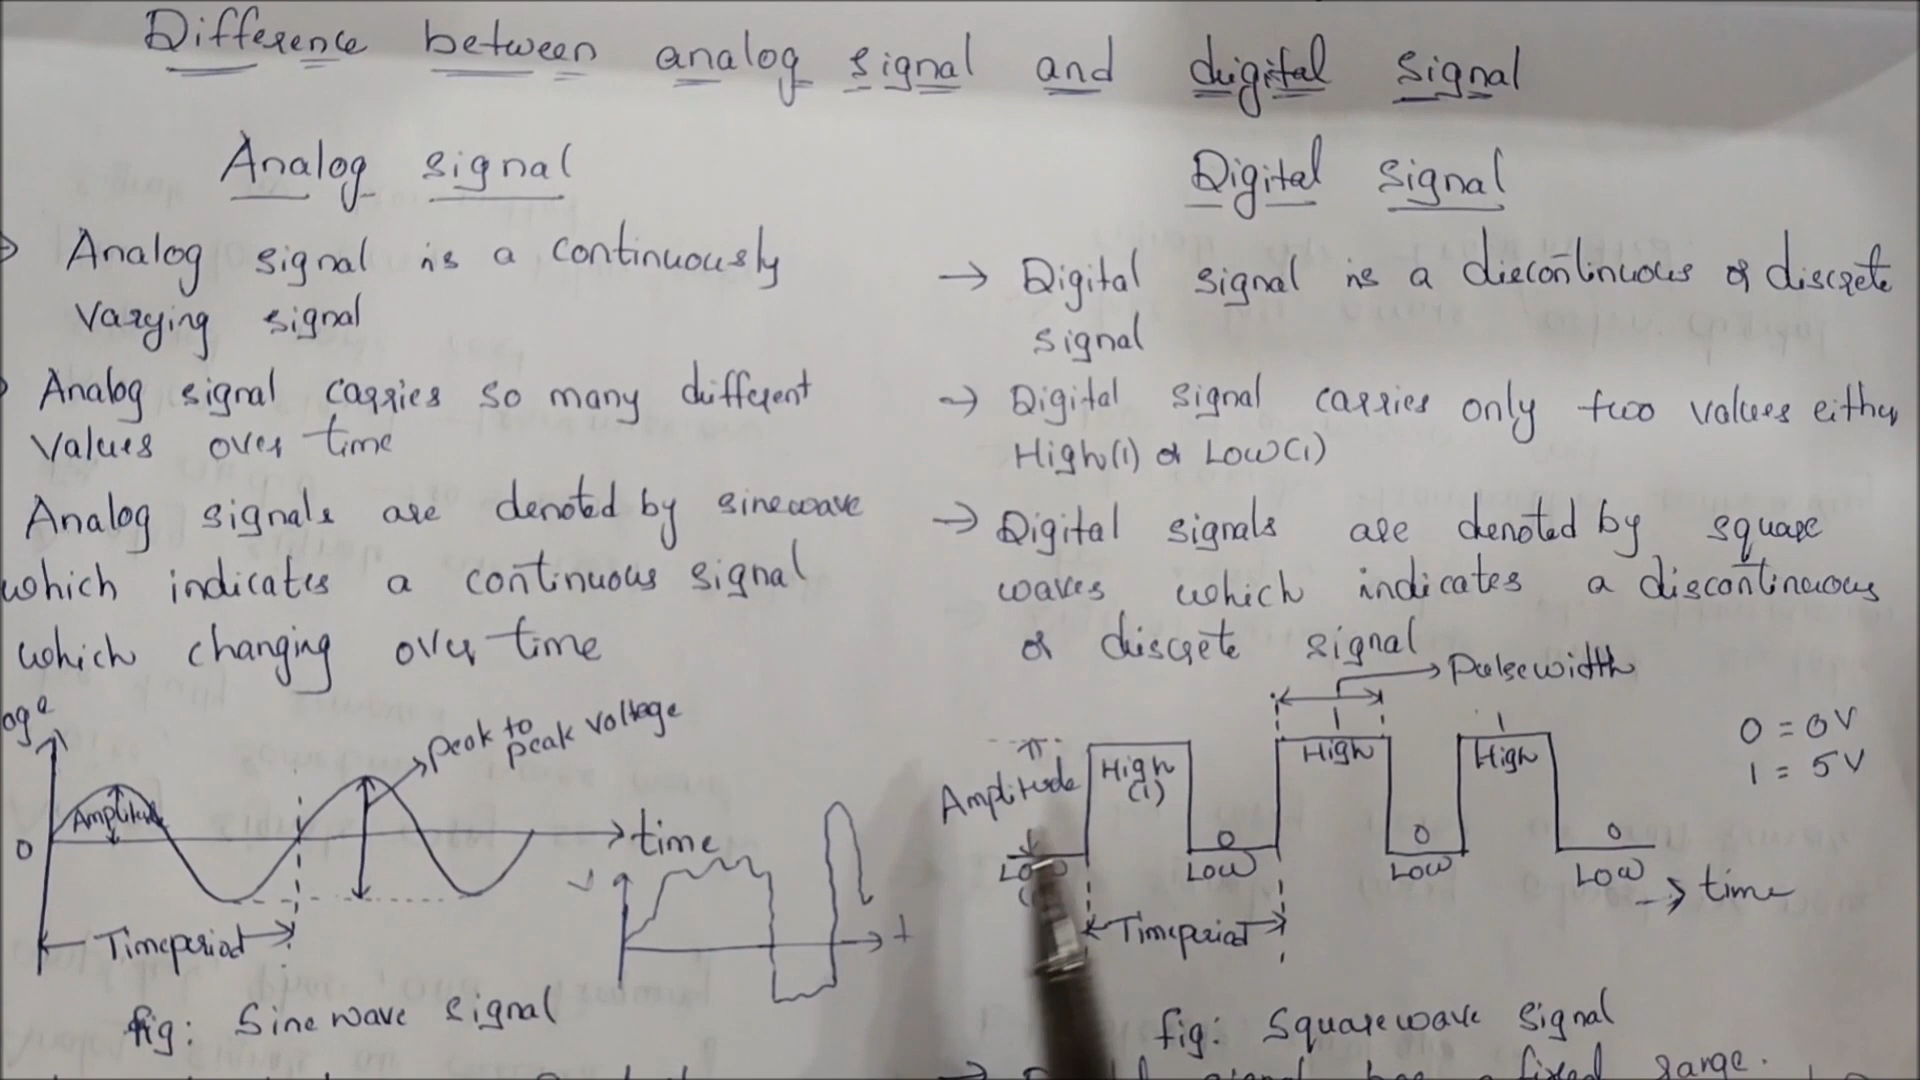 Difference between analog signal and digital signal
Analog signal
Analog signal is a continuously
varying signal
Analog signal carries so many different
values over time
Analog signals are denoted by sinewave
which indicates a continuous signal
which changing over time
peak to
peak voltage
Amplitude
0
time
Timeperiod
V
t
fig: Sine wave signal
Digital signal
→ Digital signal is a discontinuous or discrete
signal
→ Digital signal carries only two values either
High(1) or Low(1)
→ Digital signals are denoted by square
waves which indicates a discontinuous
or discrete signal
Pulsewidth
0 = 0V
1 = 5V
1
1
Amplitude
High
(1)
High
High
0
0
0
Low
Low
Low
Low
time
Timeperiod
fig: Squarewave signal
signal has a fixed range.